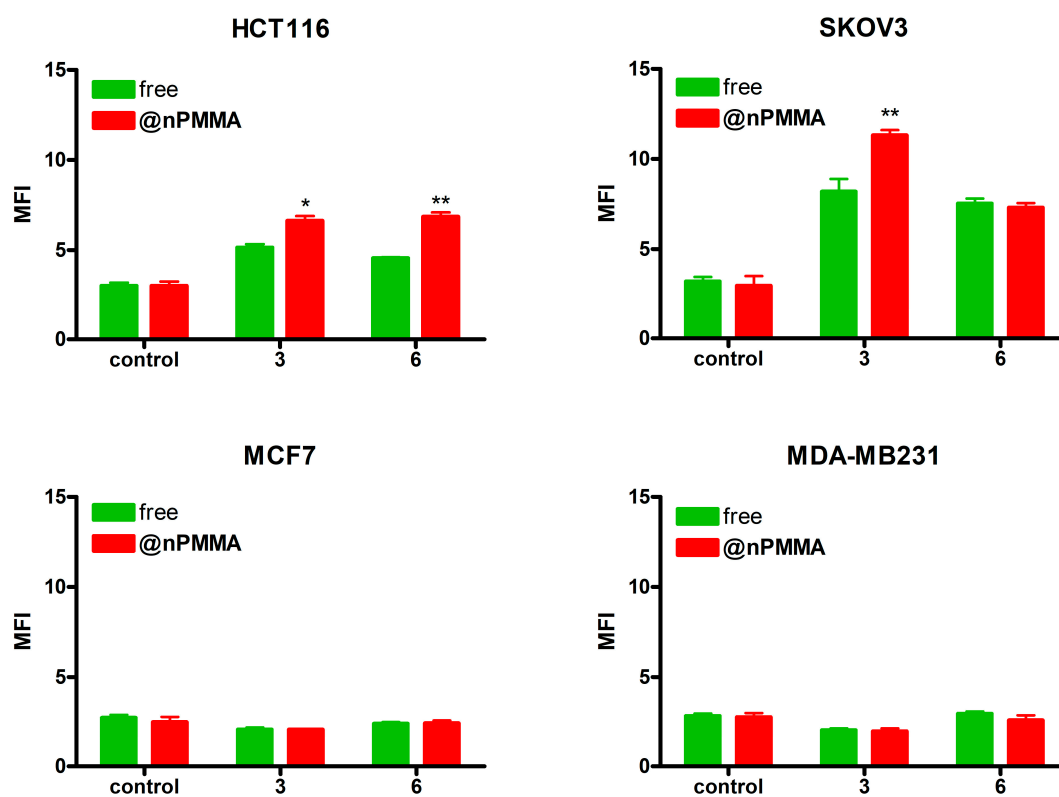 HCT116
15
free
@nPMMA
10
MFI
* **
5
0
control 3 6
SKOV3
15
free
@nPMMA
**
10
MFI
5
0
control 3 6
MCF7
15
free
@nPMMA
10
MFI
5
0
control 3 6
MDA-MB231
15
free
@nPMMA
10
MFI
5
0
control 3 6